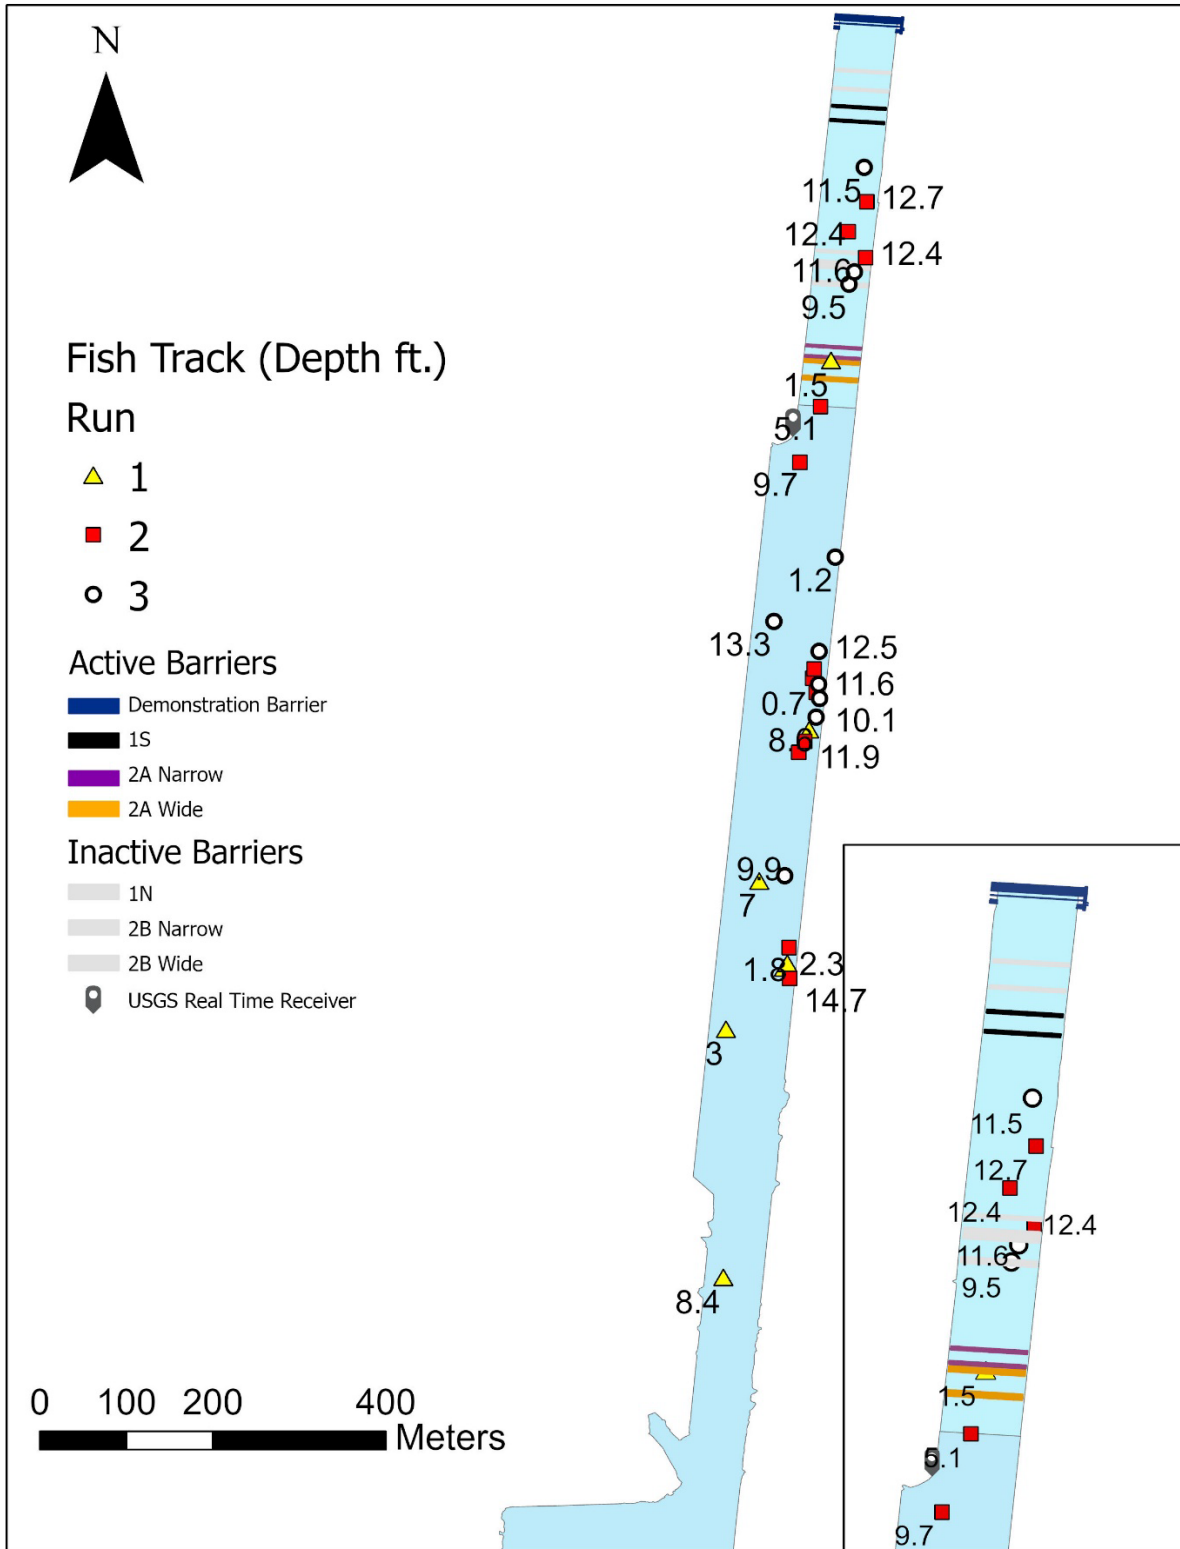 N
Fish Track (Depth ft.)
Run
1
2
3
Active Barriers
Demonstration Barrier
1S
2A Narrow
2A Wide
Inactive Barriers
1N
2B Narrow
2B Wide
USGS Real Time Receiver
0 100 200 400
Meters
11.5
12.7
12.4
12.4
11.6
9.5
1.5
5.1
9.7
1.2
13.3
12.5
11.6
0.7
10.1
8.
11.9
9.9
7
1.8
2.3
14.7
3
8.4
11.5
12.7
12.4
12.4
11.6
9.5
1.5
5.1
9.7